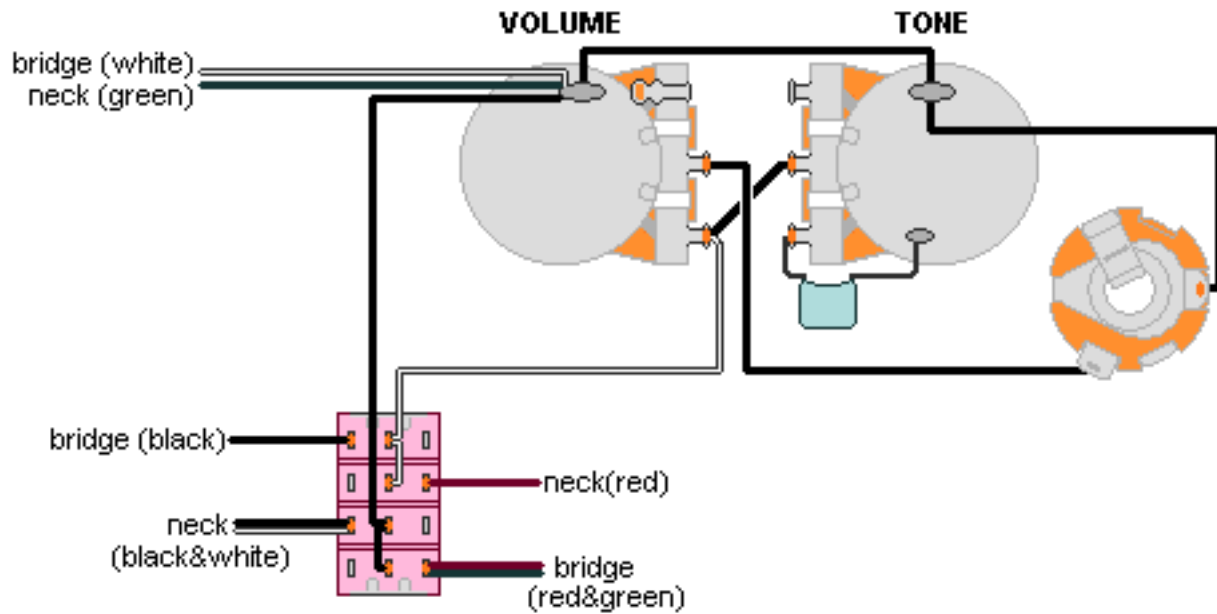 VOLUME
TONE
bridge (white)
neck (green)
bridge (black)
neck(red)
neck
(black&white)
bridge
(red&green)